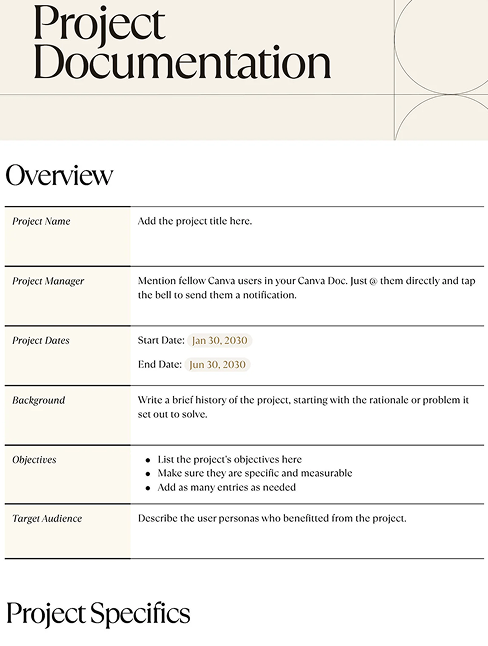 Project
Documentation
Overview
Project Name
Add the project title here.
Project Manager
Mention fellow Canva users in your Canva Doc. Just @ them directly and tap
the bell to send them a notification.
Project Dates
Start Date: Jan 30, 2030
End Date: Jun 30, 2030
Background
Write a brief history of the project, starting with the rationale or problem it
set out to solve.
Objectives
• List the project's objectives here
• Make sure they are specific and measurable
• Add as many entries as needed
Target Audience
Describe the user personas who benefitted from the project.
Project Specifics